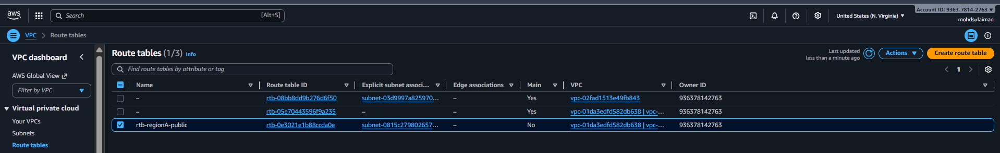 aws
Search [Alt+S]
United States (N. Virginia)
Account ID: 9363-7814-2763
mohdsulaiman
VPC > Route tables
VPC dashboard
AWS Global View
Filter by VPC
Virtual private cloud
Your VPCs
Subnets
Route tables
Route tables (1/3) Info
Last updated
less than a minute ago
Actions
Create route table
Find route tables by attribute or tag
1
Name Route table ID Explicit subnet associ... Edge associations Main VPC Owner ID
– rtb-08bb8dd9b276d6f50 subnet-03d9997a825970... – Yes vpc-02fad1513e49fb843 936378142763
– rtb-05e70443596f9a235 – – Yes vpc-01da3edfd582db638 | vpc-... 936378142763
rtb-regionA-public rtb-0e3021e1b88ccda0e subnet-0815c279802657... – No vpc-01da3edfd582db638 | vpc-... 936378142763